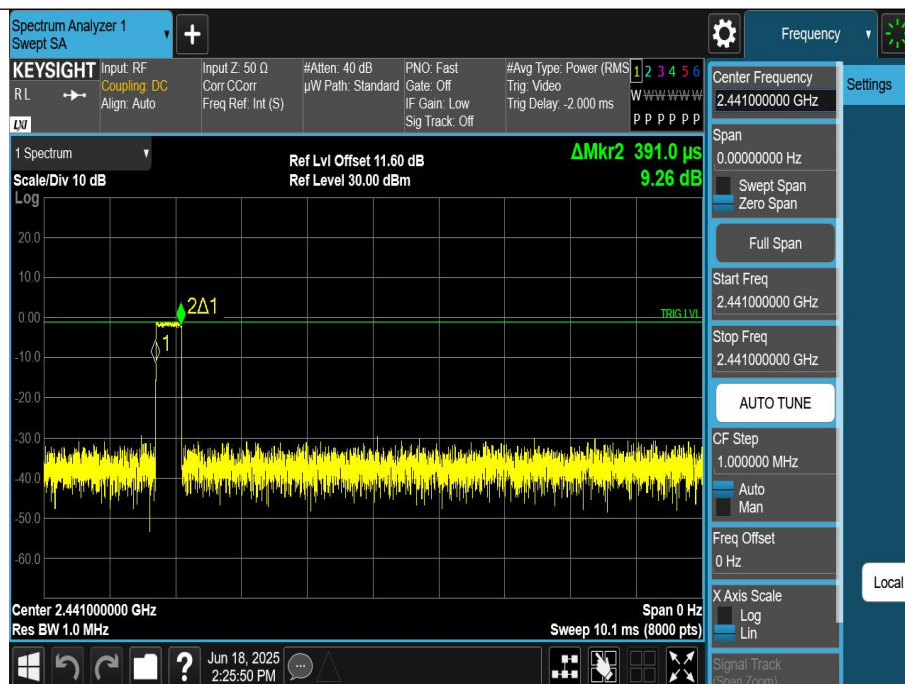 Spectrum Analyzer 1
Swept SA
+
Frequency
KEYSIGHT
RL
LXI
Input: RF
Coupling: DC
Align: Auto
Input Z: 50 Ω
Corr CCorr
Freq Ref: Int (S)
#Atten: 40 dB
µW Path: Standard
PNO: Fast
Gate: Off
IF Gain: Low
Sig Track: Off
#Avg Type: Power (RMS
Trig: Video
Trig Delay: -2.000 ms
1 2 3 4 5 6
W W W W W W
P P P P P P
1 Spectrum
Scale/Div 10 dB
Log
Ref Lvl Offset 11.60 dB
Ref Level 30.00 dBm
ΔMkr2 391.0 µs
9.26 dB
20.0
10.0
0.00
-10.0
-20.0
-30.0
-40.0
-50.0
-60.0
2Δ1
1
TRIG LVL
Center 2.441000000 GHz
Res BW 1.0 MHz
Span 0 Hz
Sweep 10.1 ms (8000 pts)
?
Jun 18, 2025
2:25:50 PM
Center Frequency
2.441000000 GHz
Span
0.00000000 Hz
Swept Span
Zero Span
Full Span
Start Freq
2.441000000 GHz
Stop Freq
2.441000000 GHz
AUTO TUNE
CF Step
1.000000 MHz
Auto
Man
Freq Offset
0 Hz
X Axis Scale
Log
Lin
Signal Track
(Span Zoom)
Settings
Local